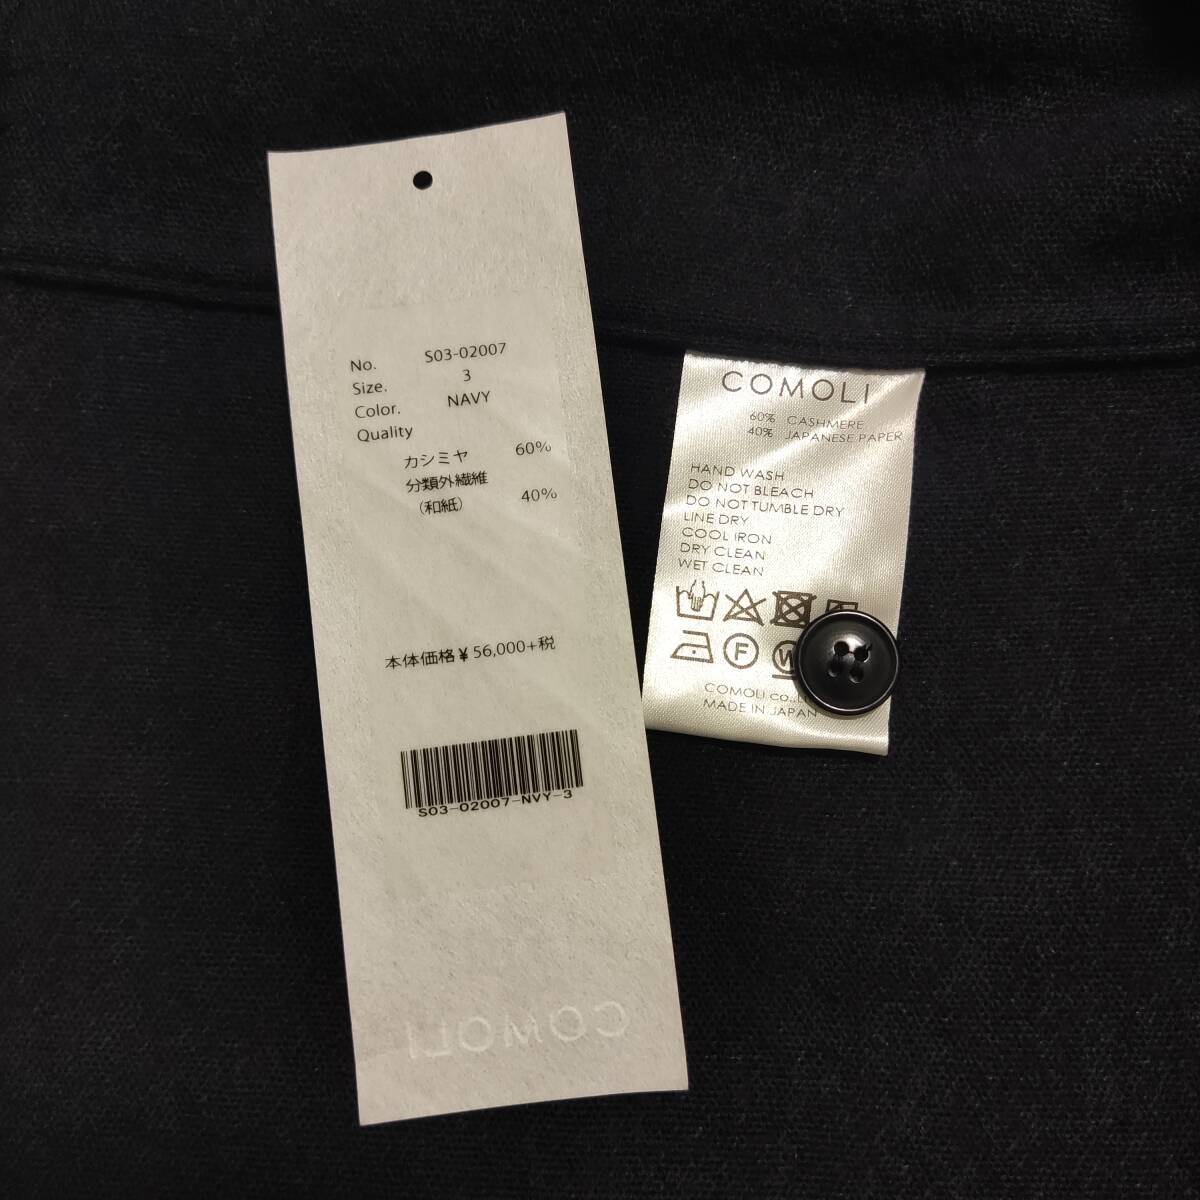 No. S03-02007
Size. 3
Color. NAVY
Quality
カシミヤ 60%
分類外繊維
(和紙) 40%
本体価格¥56,000+税
S03-02007-NVY-3
COMOLI
COMOLI
60% CASHMERE
40% JAPANESE PAPER
HAND WASH
DO NOT BLEACH
DO NOT TUMBLE DRY
LINE DRY
COOL IRON
DRY CLEAN
WET CLEAN
F
W
COMOLI CO.,
MADE IN JAPAN